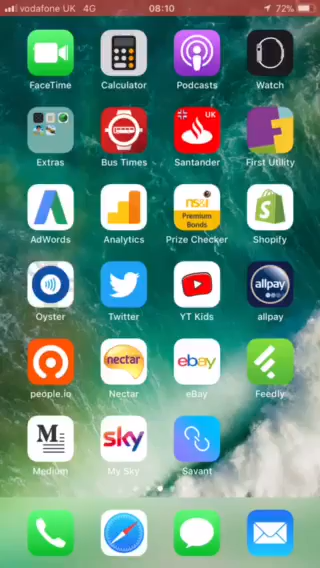 vodafone UK 4G 08:10 72%
FaceTime Calculator Podcasts Watch
UK
Extras Bus Times Santander First Utility
ns&i
Premium
Bonds
AdWords Analytics Prize Checker Shopify
allpay
Oyster Twitter YT Kids allpay
nectar ebay
people.io Nectar eBay Feedly
M sky
Medium My Sky Savant